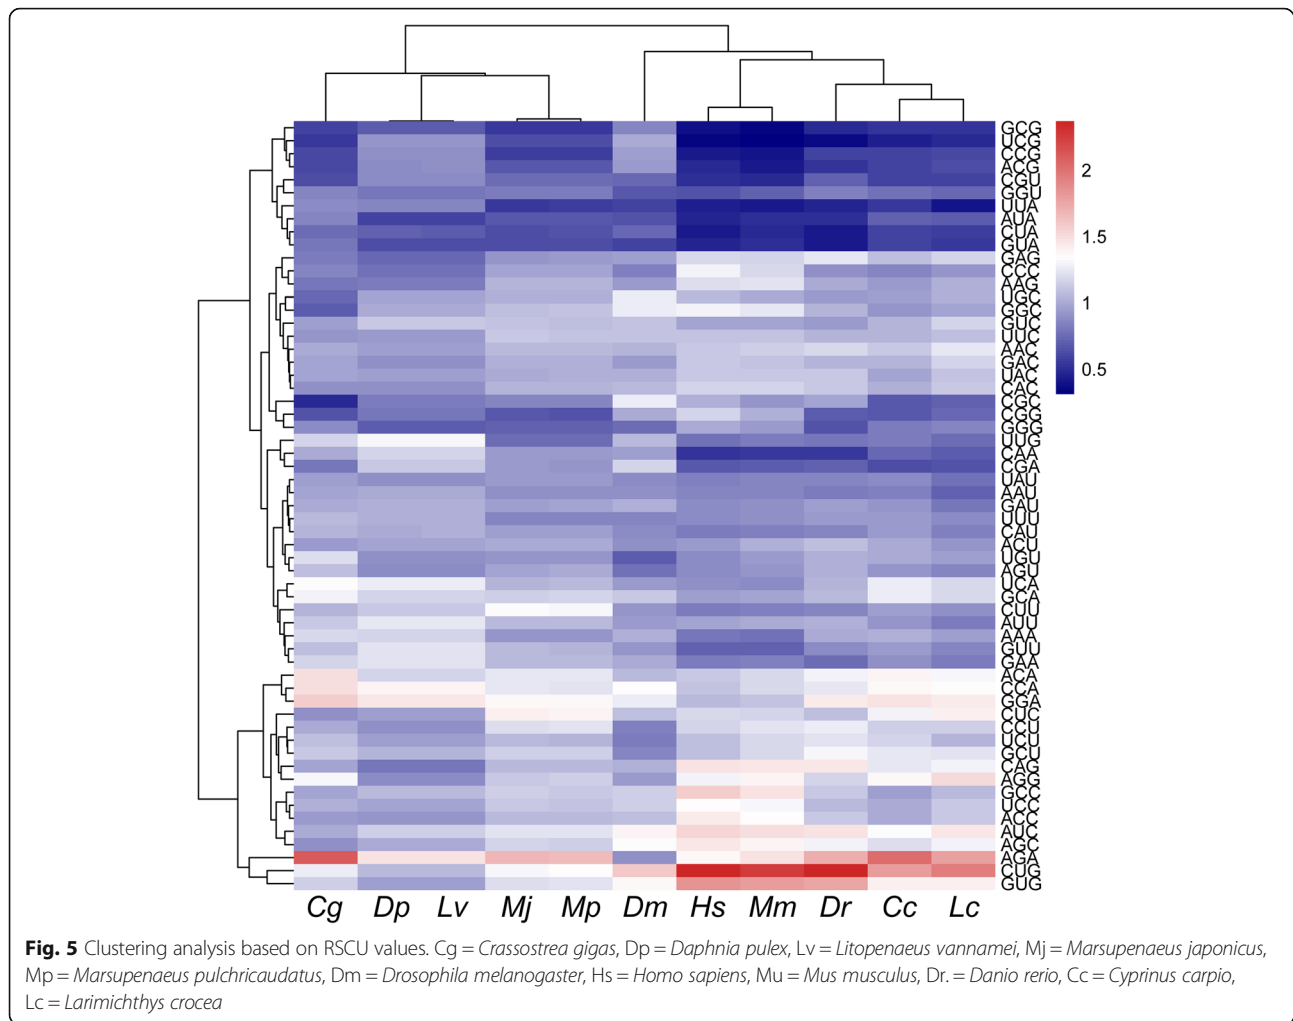 GCG
UCG
CCG
ACG
CGU
GGU
UUA
AUA
CUA
GUA
GAG
CCC
AAG
UGC
GGC
GUC
UUC
AAC
GAC
UAC
CAC
CGC
CGG
GGG
UUG
CAA
CGA
UAU
AAU
GAU
UUU
CAU
ACU
UGU
AGU
UCA
GCA
CUU
AUU
AAA
GUU
GAA
ACA
CCA
GGA
CUC
CCU
UCU
GCU
CAG
AGG
GCC
UCC
ACC
AUC
AGC
AGA
CUG
GUG
2
1.5
1
0.5
Cg Dp Lv Mj Mp Dm Hs Mm Dr Cc Lc
Fig. 5 Clustering analysis based on RSCU values. Cg = Crassostrea gigas, Dp = Daphnia pulex, Lv = Litopenaeus vannamei, Mj = Marsupenaeus japonicus,
Mp = Marsupenaeus pulchricaudatus, Dm = Drosophila melanogaster, Hs = Homo sapiens, Mu = Mus musculus, Dr. = Danio rerio, Cc = Cyprinus carpio,
Lc = Larimichthys crocea